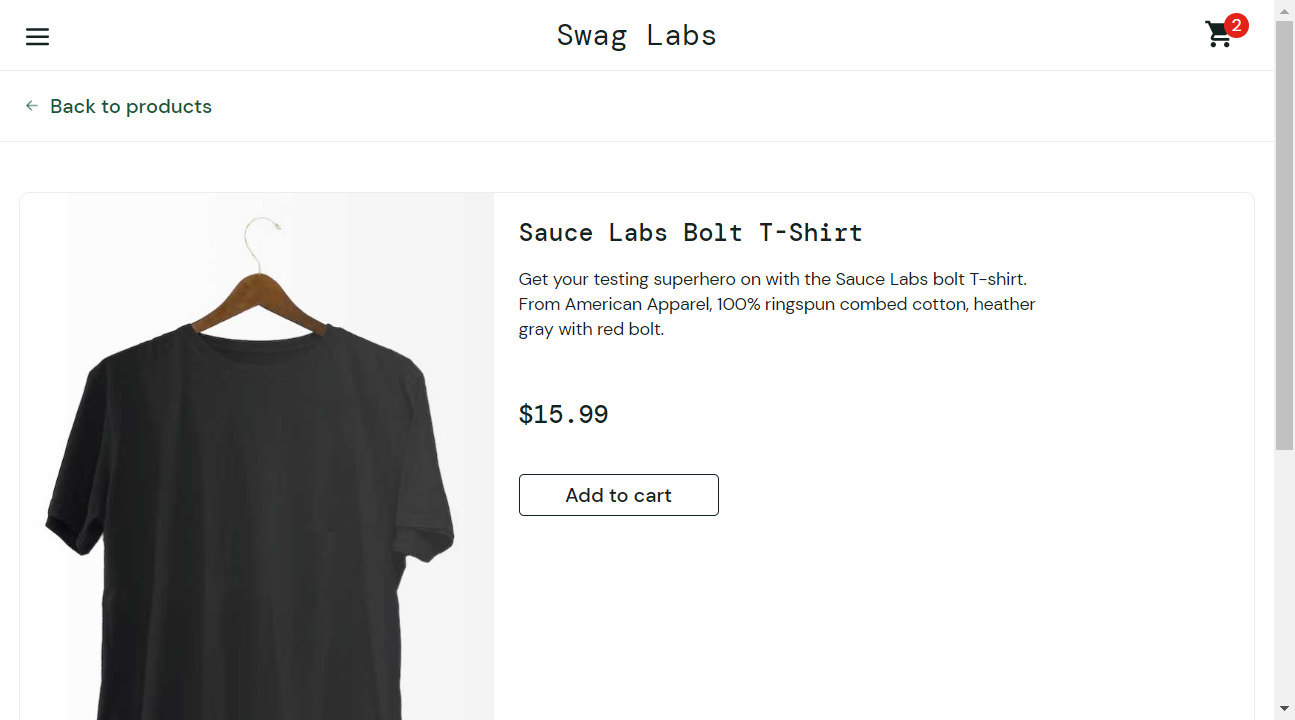 Swag Labs
2
Back to products
Sauce Labs Bolt T-Shirt
Get your testing superhero on with the Sauce Labs bolt T-shirt.
From American Apparel, 100% ringspun combed cotton, heather
gray with red bolt.
$15.99
Add to cart